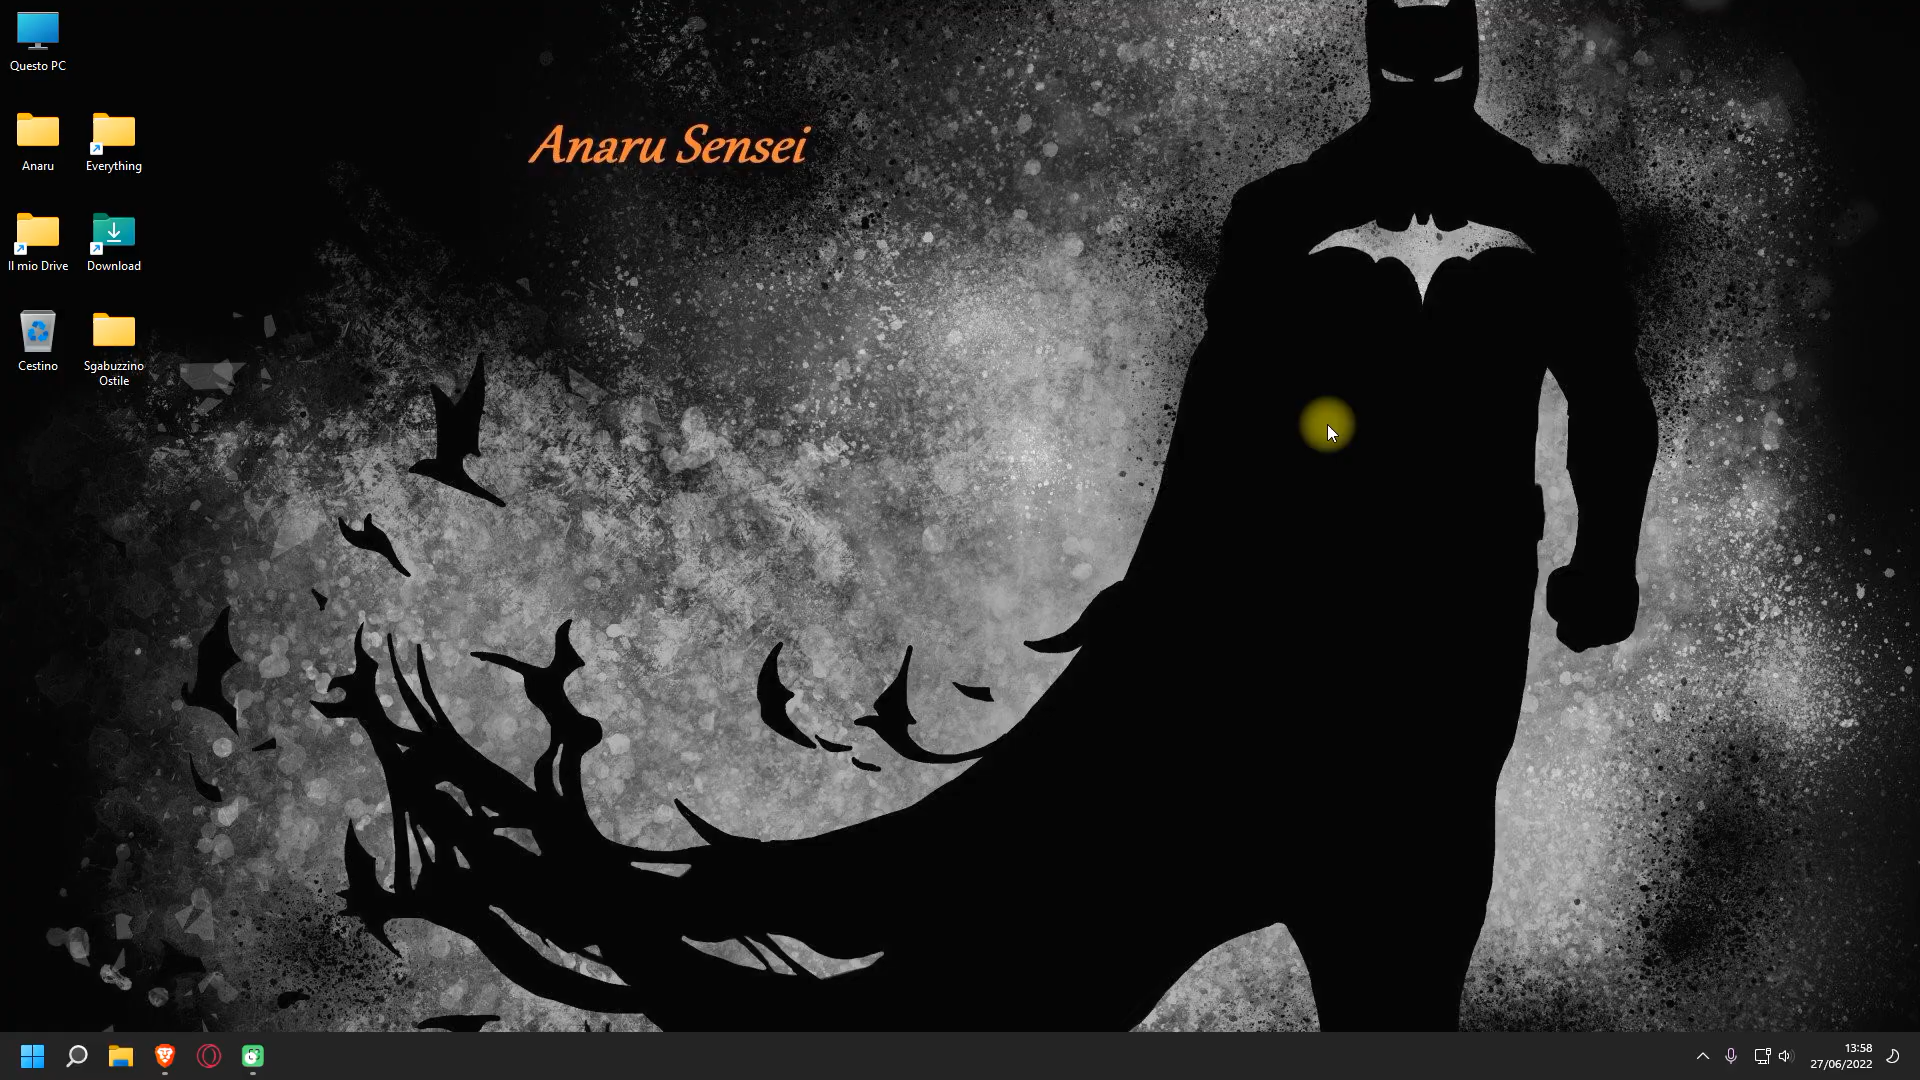 Questo PC
Anaru
Everything
Il mio Drive
Download
Cestino
Sgabuzzino
Ostile
Anaru Sensei
13:58
27/06/2022